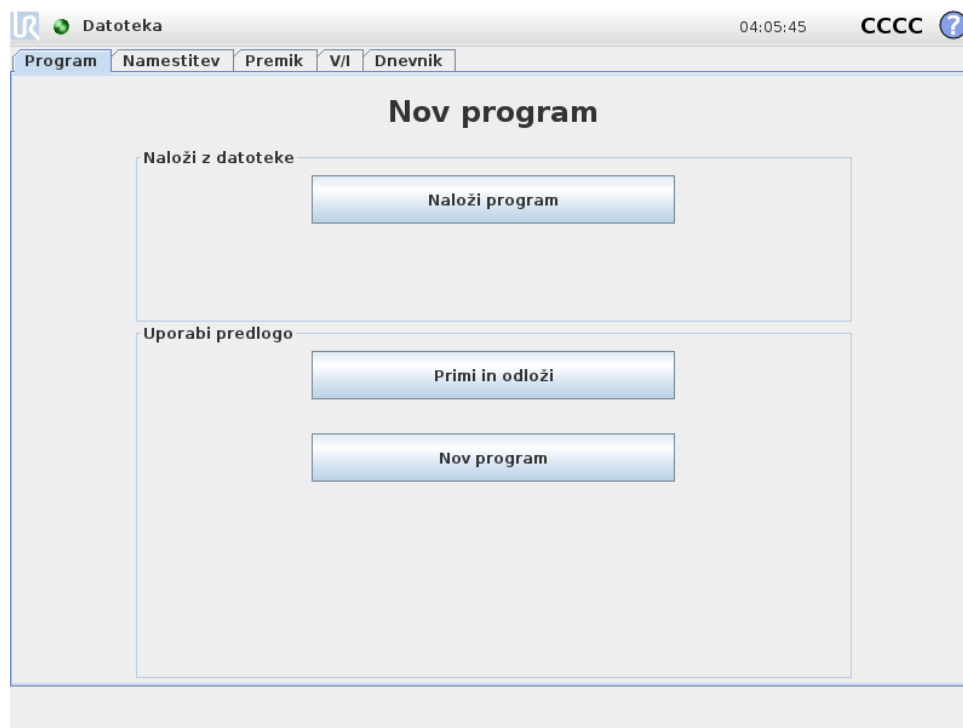 UR Datoteka 04:05:45 CCCC ?
Program Namestitev Premik V/I Dnevnik
Nov program
Naloži z datoteke
Naloži program
Uporabi predlogo
Primi in odloži
Nov program